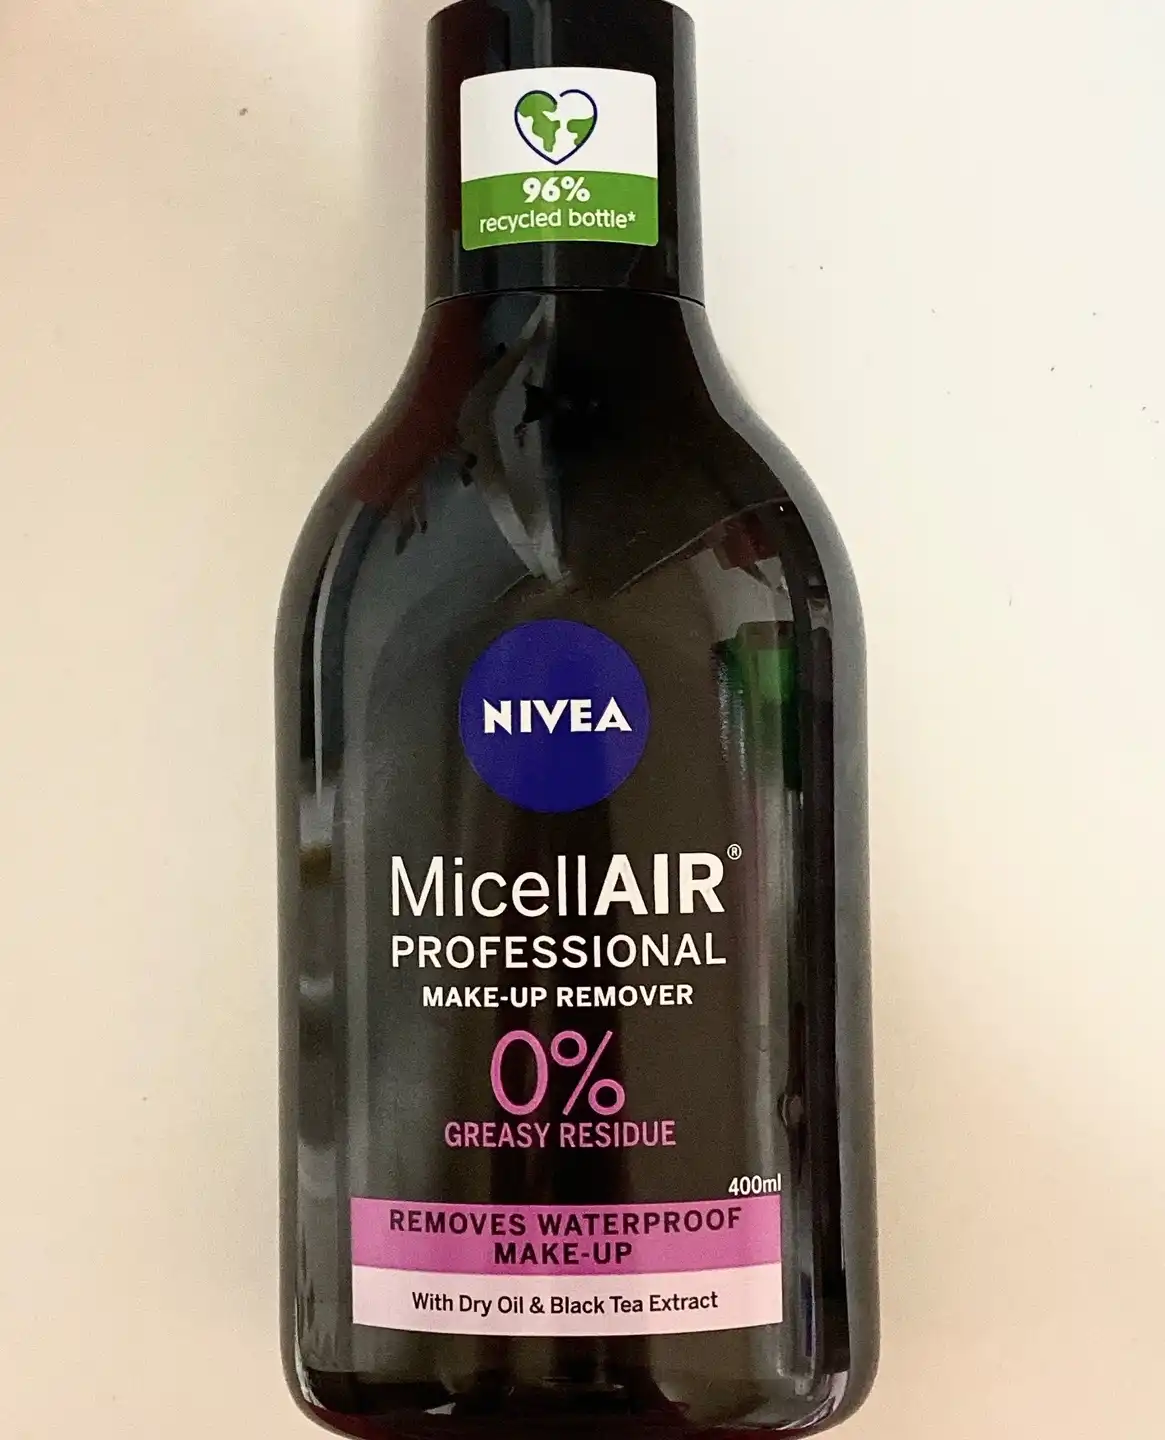 96%
recycled bottle*
NIVEA
MicellAIR®
PROFESSIONAL
MAKE-UP REMOVER
0%
GREASY RESIDUE
400ml
REMOVES WATERPROOF
MAKE-UP
With Dry Oil & Black Tea Extract